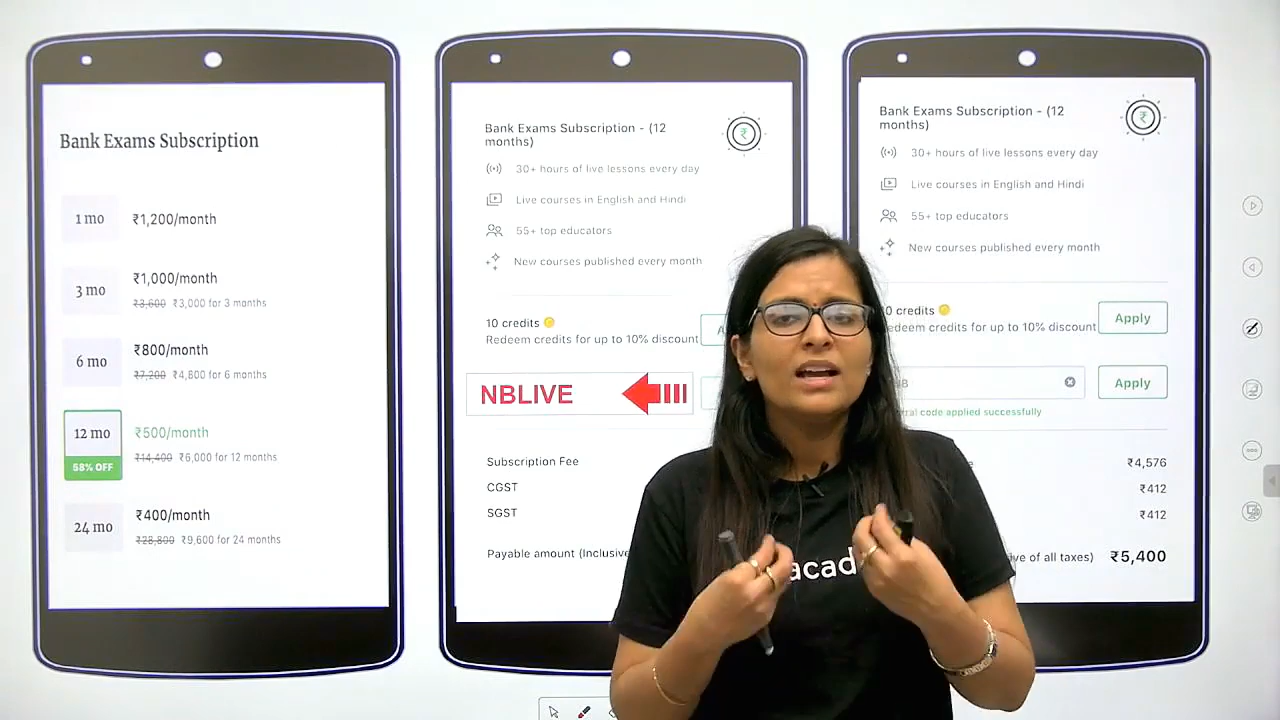 Bank Exams Subscription
1 mo
₹1,200/month
3 mo
₹1,000/month
₹3,600 ₹3,000 for 3 months
6 mo
₹800/month
₹7,200 ₹4,800 for 6 months
12 mo
58% OFF
₹500/month
₹14,400 ₹6,000 for 12 months
24 mo
₹400/month
₹28,800 ₹9,600 for 24 months
Bank Exams Subscription - (12
months)
30+ hours of live lessons every day
Live courses in English and Hindi
55+ top educators
New courses published every month
10 credits
Redeem credits for up to 10% discount
NBLIVE
Subscription Fee
CGST
SGST
Payable amount (Inclusive
Bank Exams Subscription - (12
months)
30+ hours of live lessons every day
Live courses in English and Hindi
55+ top educators
New courses published every month
credits
edeem credits for up to 10% discount
Apply
Apply
code applied successfully
₹4,576
₹412
₹412
of all taxes) ₹5,400
acad